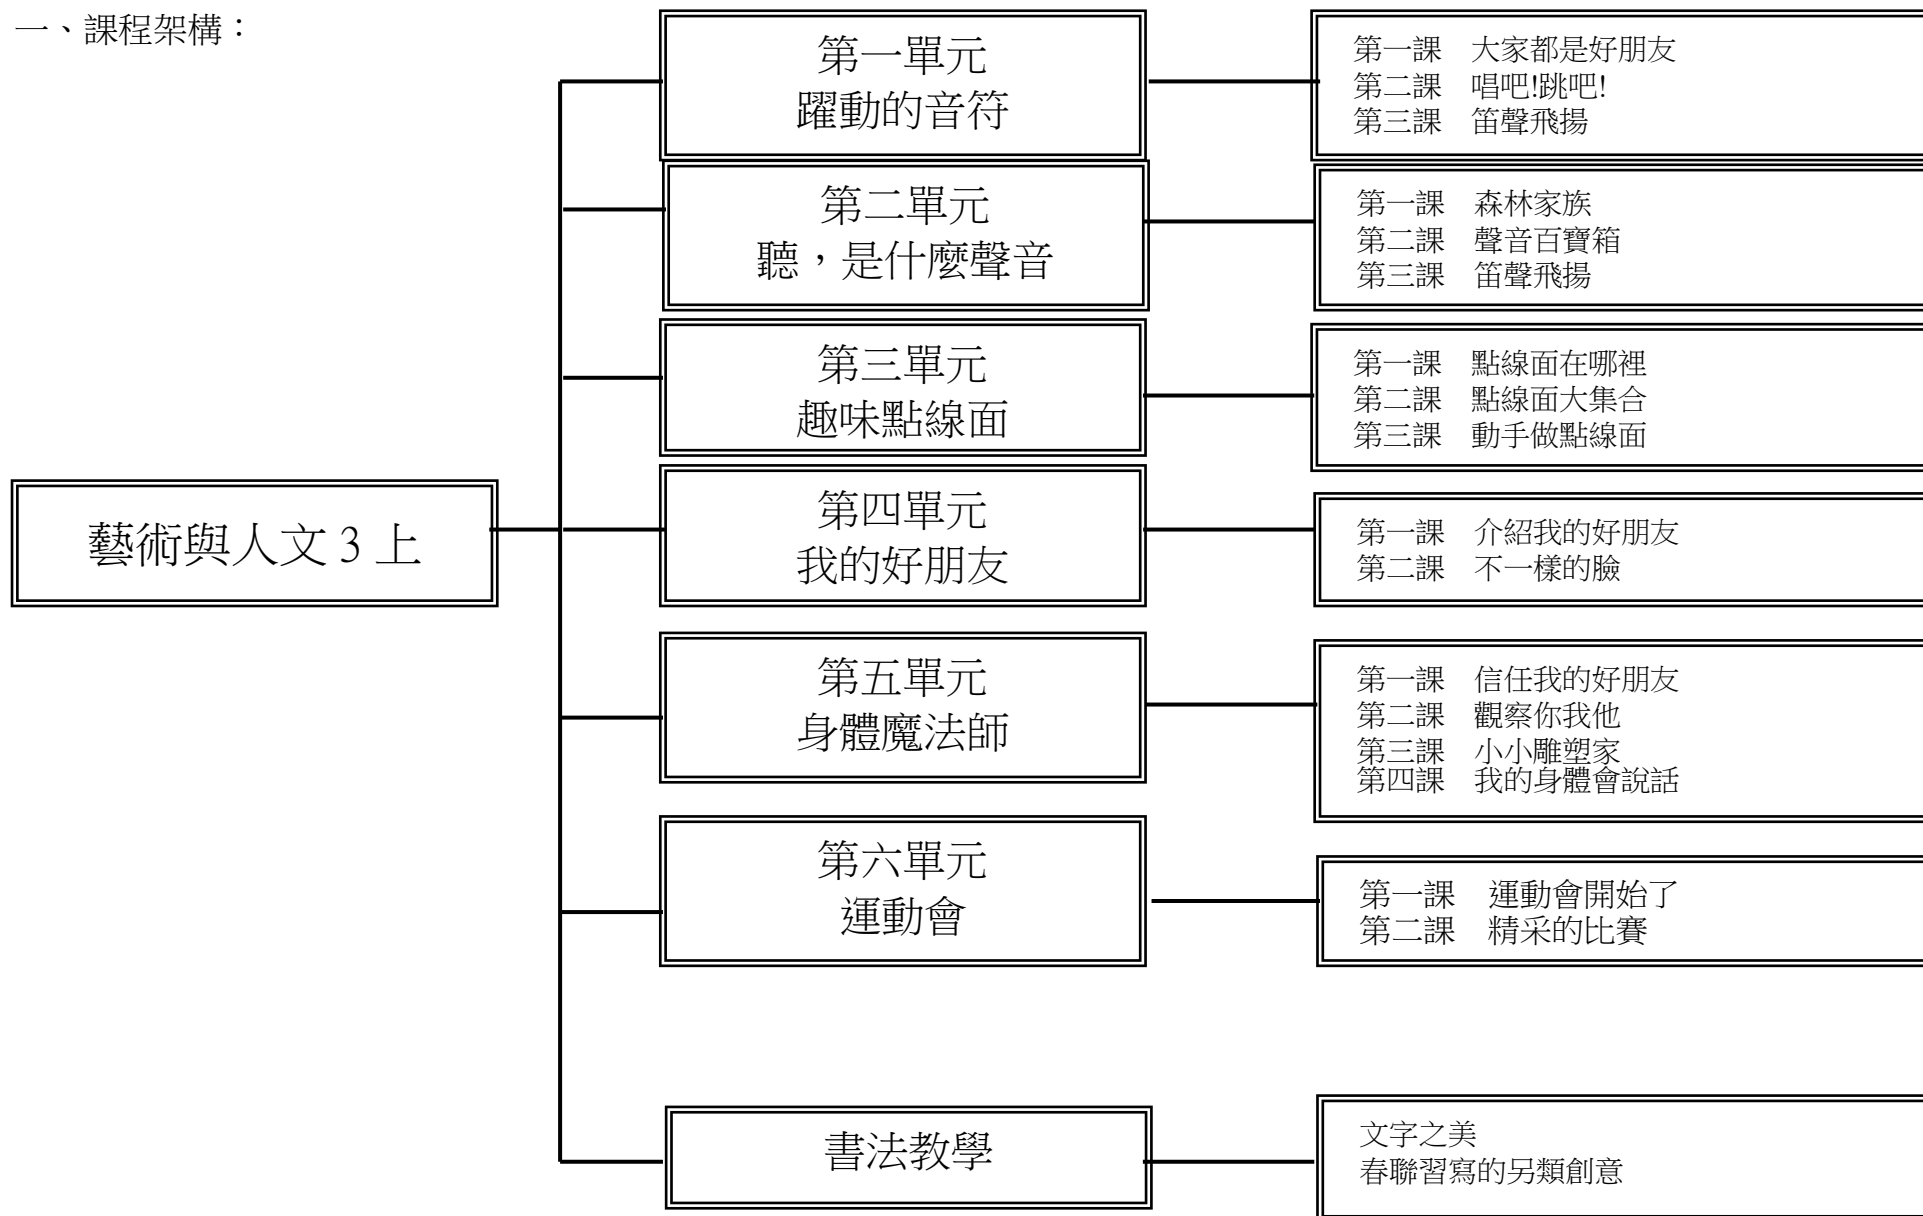 一、課程架構：
藝術與人文 3 上
第一單元
躍動的音符
第一課　大家都是好朋友
第二課　唱吧!跳吧!
第三課　笛聲飛揚
第二單元
聽，是什麼聲音
第一課　森林家族
第二課　聲音百寶箱
第三課　笛聲飛揚
第三單元
趣味點線面
第一課　點線面在哪裡
第二課　點線面大集合
第三課　動手做點線面
第四單元
我的好朋友
第一課　介紹我的好朋友
第二課　不一樣的臉
第五單元
身體魔法師
第一課　信任我的好朋友
第二課　觀察你我他
第三課　小小雕塑家
第四課　我的身體會說話
第六單元
運動會
第一課　運動會開始了
第二課　精采的比賽
書法教學
文字之美
春聯習寫的另類創意